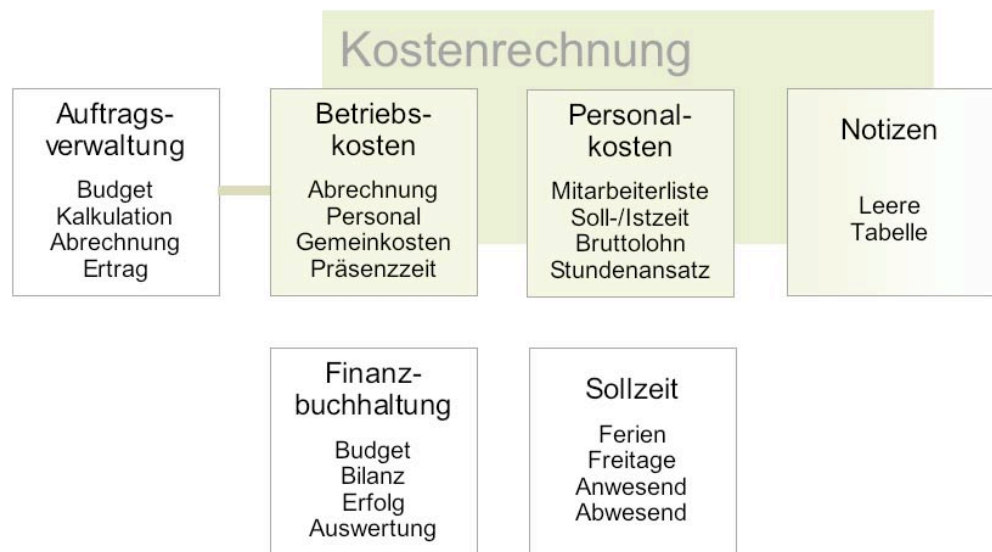 Kostenrechnung
Auftrags-
verwaltung
Budget
Kalkulation
Abrechnung
Ertrag
Betriebs-
kosten
Abrechnung
Personal
Gemeinkosten
Präsenzzeit
Personal-
kosten
Mitarbeiterliste
Soll-/Istzeit
Bruttolohn
Stundenansatz
Notizen
Leere
Tabelle
Finanz-
buchhaltung
Budget
Bilanz
Erfolg
Auswertung
Sollzeit
Ferien
Freitage
Anwesend
Abwesend